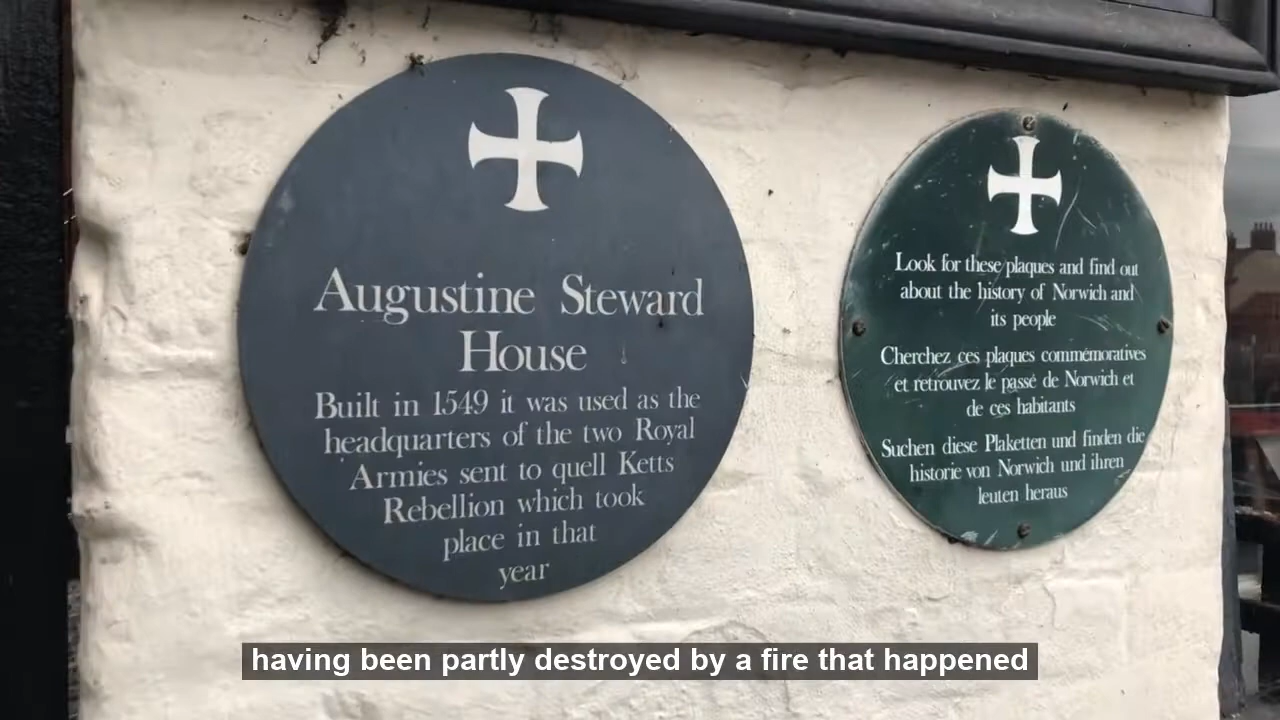 Augustine Steward
House
Built in 1549 it was used as the
headquarters of the two Royal
Armies sent to quell Ketts
Rebellion which took
place in that
year
Look for these plaques and find out
about the history of Norwich and
its people
Cherchez ces plaques commémoratives
et retrouvez le passé de Norwich et
de ces habitants
Suchen diese Plaketten und finden die
historie von Norwich und ihren
leuten heraus
having been partly destroyed by a fire that happened